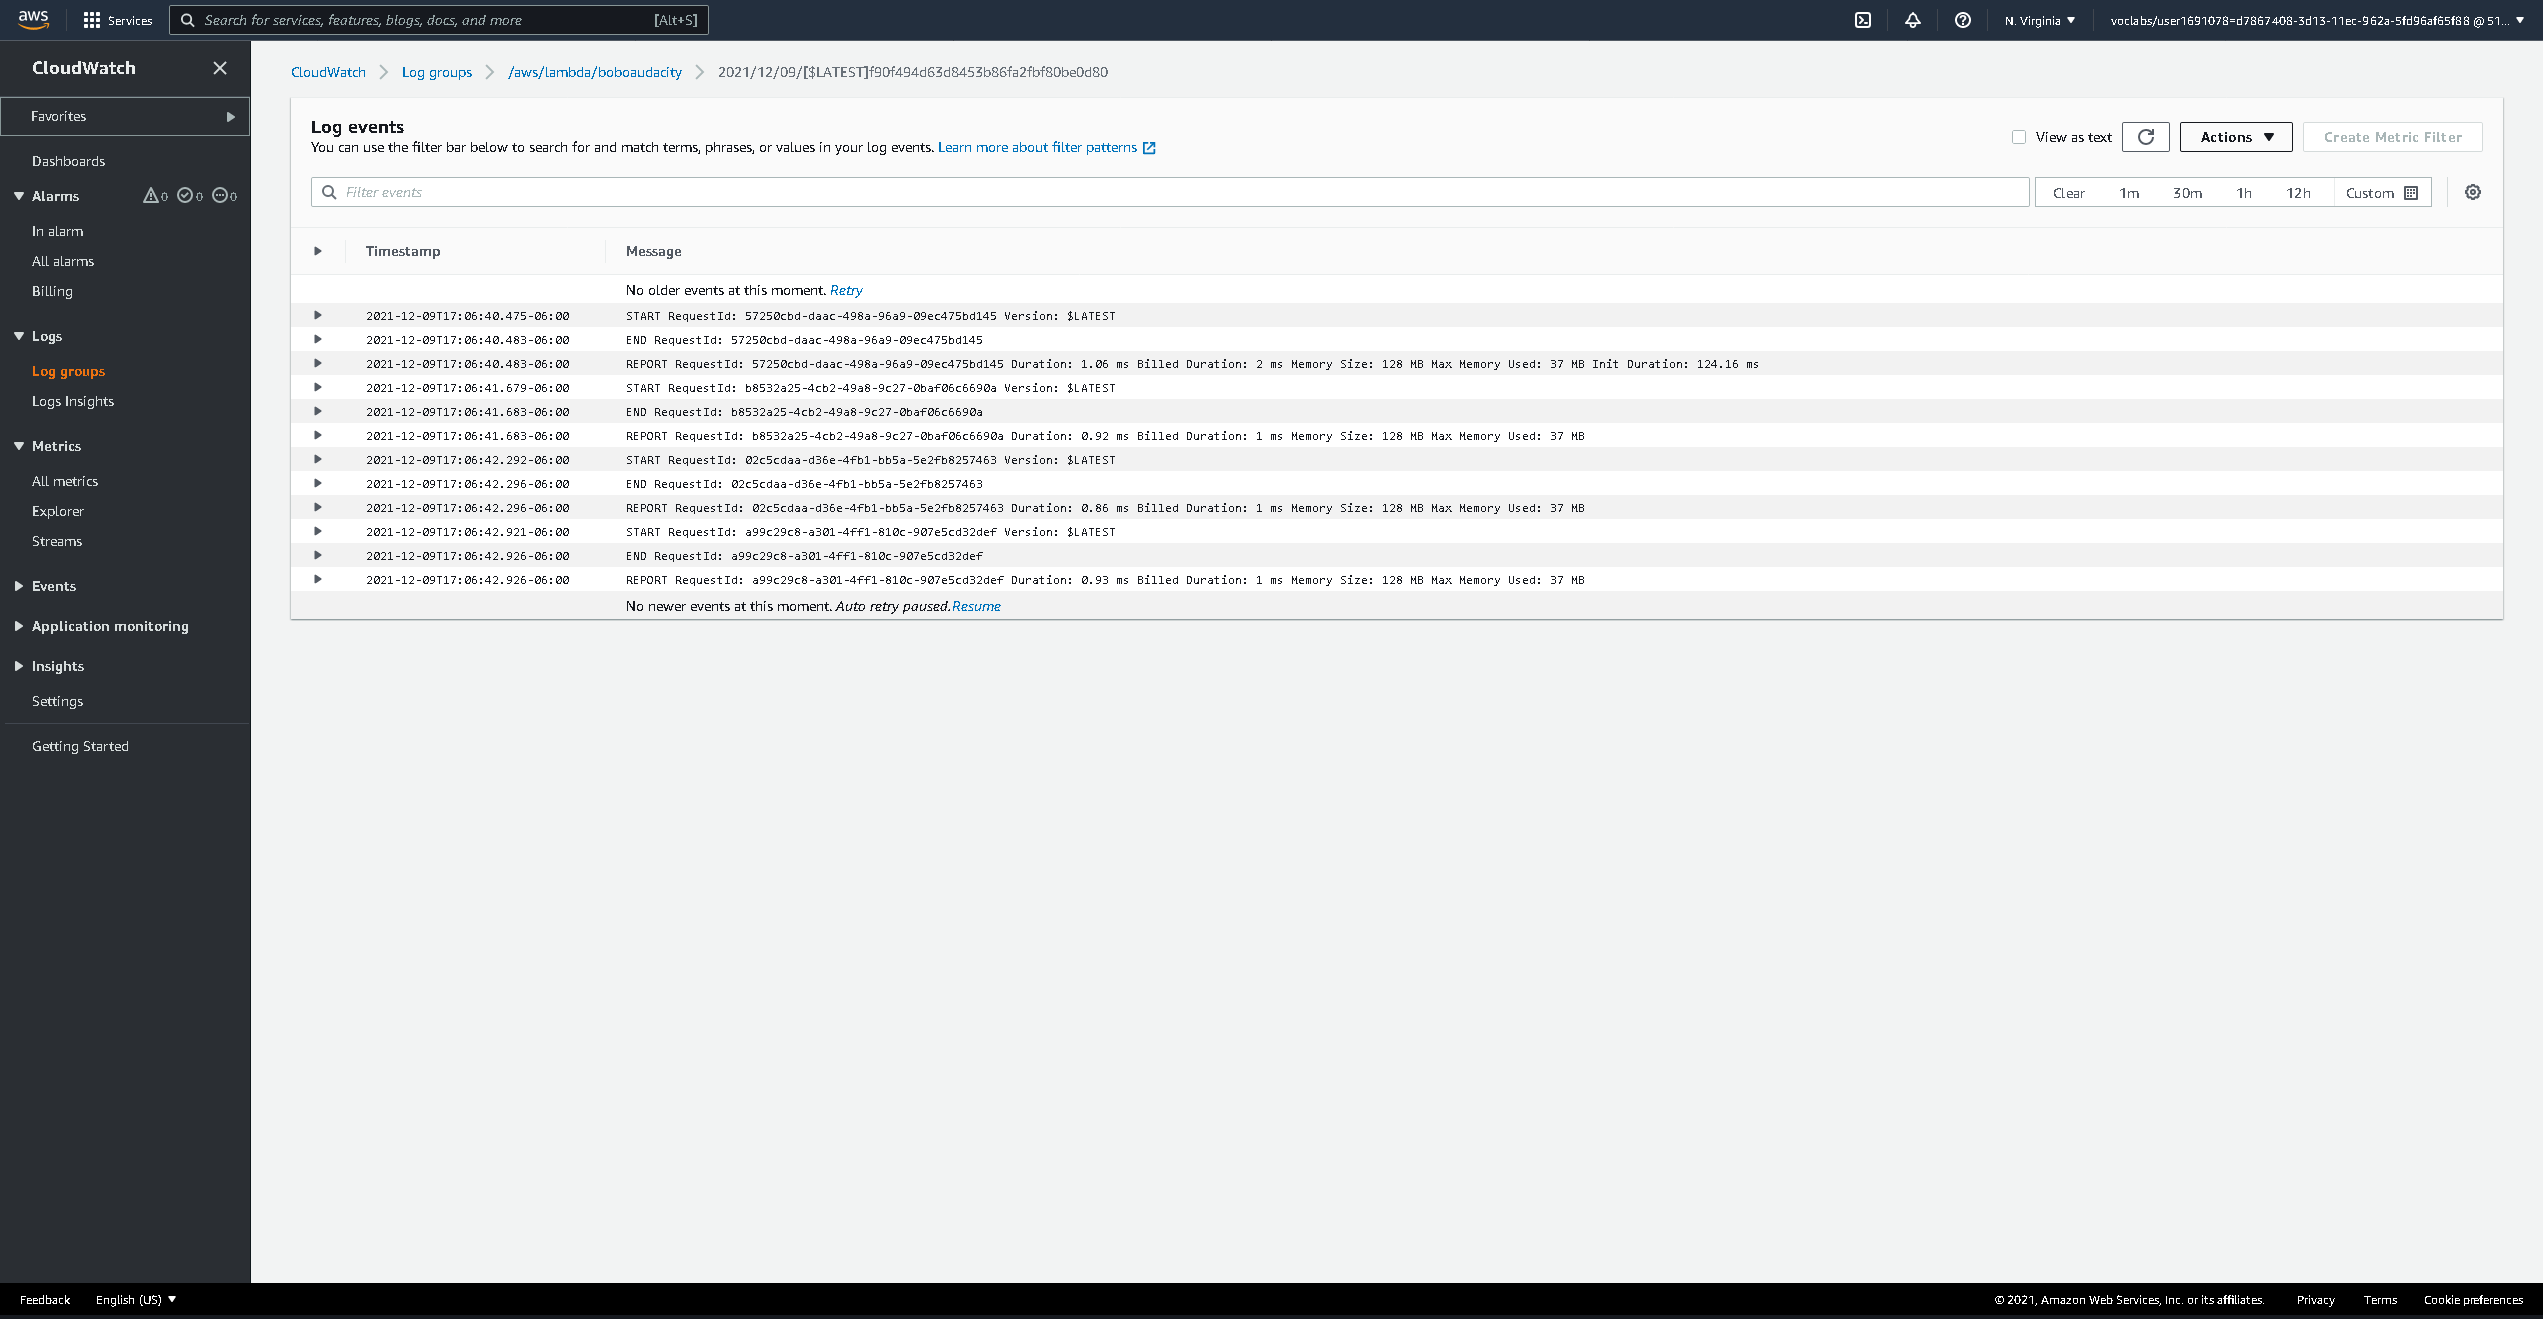 aws
Services
Search for services, features, blogs, docs, and more [Alt+S]
N. Virginia
voclabs/user1691078=d7867408-3d13-11ec-962a-5fd96af65f88 @ 51...
CloudWatch
Favorites
Dashboards
Alarms 0 0 0
In alarm
All alarms
Billing
Logs
Log groups
Logs Insights
Metrics
All metrics
Explorer
Streams
Events
Application monitoring
Insights
Settings
Getting Started
CloudWatch Log groups /aws/lambda/boboaudacity 2021/12/09/[$LATEST]f90f494d63d8453b86fa2fbf80be0d80
Log events
You can use the filter bar below to search for and match terms, phrases, or values in your log events. Learn more about filter patterns
View as text Actions Create Metric Filter
Filter events
Clear 1m 30m 1h 12h Custom
Timestamp Message
No older events at this moment. Retry
2021-12-09T17:06:40.475-06:00 START RequestId: 57250cbd-daac-498a-96a9-09ec475bd145 Version: $LATEST
2021-12-09T17:06:40.483-06:00 END RequestId: 57250cbd-daac-498a-96a9-09ec475bd145
2021-12-09T17:06:40.483-06:00 REPORT RequestId: 57250cbd-daac-498a-96a9-09ec475bd145 Duration: 1.06 ms Billed Duration: 2 ms Memory Size: 128 MB Max Memory Used: 37 MB Init Duration: 124.16 ms
2021-12-09T17:06:41.679-06:00 START RequestId: b8532a25-4cb2-49a8-9c27-0baf06c6690a Version: $LATEST
2021-12-09T17:06:41.683-06:00 END RequestId: b8532a25-4cb2-49a8-9c27-0baf06c6690a
2021-12-09T17:06:41.683-06:00 REPORT RequestId: b8532a25-4cb2-49a8-9c27-0baf06c6690a Duration: 0.92 ms Billed Duration: 1 ms Memory Size: 128 MB Max Memory Used: 37 MB
2021-12-09T17:06:42.292-06:00 START RequestId: 02c5cdaa-d36e-4fb1-bb5a-5e2fb8257463 Version: $LATEST
2021-12-09T17:06:42.296-06:00 END RequestId: 02c5cdaa-d36e-4fb1-bb5a-5e2fb8257463
2021-12-09T17:06:42.296-06:00 REPORT RequestId: 02c5cdaa-d36e-4fb1-bb5a-5e2fb8257463 Duration: 0.86 ms Billed Duration: 1 ms Memory Size: 128 MB Max Memory Used: 37 MB
2021-12-09T17:06:42.921-06:00 START RequestId: a99c29c8-a301-4ff1-810c-907e5cd32def Version: $LATEST
2021-12-09T17:06:42.926-06:00 END RequestId: a99c29c8-a301-4ff1-810c-907e5cd32def
2021-12-09T17:06:42.926-06:00 REPORT RequestId: a99c29c8-a301-4ff1-810c-907e5cd32def Duration: 0.93 ms Billed Duration: 1 ms Memory Size: 128 MB Max Memory Used: 37 MB
No newer events at this moment. Auto retry paused. Resume
Feedback English (US)
© 2021, Amazon Web Services, Inc. or its affiliates. Privacy Terms Cookie preferences